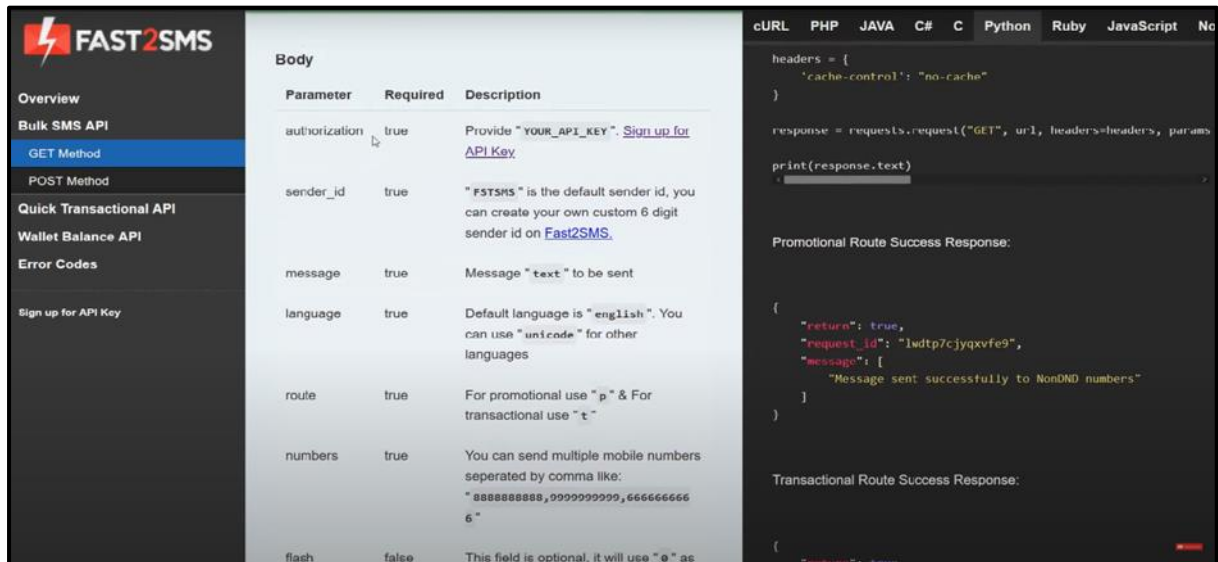 FAST2SMS
Overview
Bulk SMS API
GET Method
POST Method
Quick Transactional API
Wallet Balance API
Error Codes
Sign up for API Key
Body
Parameter Required Description
authorization true Provide "YOUR_API_KEY". Sign up for
API Key
sender_id true "FSTSMS" is the default sender id, you
can create your own custom 6 digit
sender id on Fast2SMS.
message true Message "text" to be sent
language true Default language is "english". You
can use "unicode" for other
languages
route true For promotional use "p" & For
transactional use "t"
numbers true You can send multiple mobile numbers
seperated by comma like:
"8888888888,9999999999,666666666
6"
flash false This field is optional, it will use "0" as
cURL PHP JAVA C# C Python Ruby JavaScript No
headers = {
'cache-control': "no-cache"
}
response = requests.request("GET", url, headers=headers, params
print(response.text)
Promotional Route Success Response:
{
"return": true,
"request_id": "lwdtp7cjyqxvfe9",
"message": [
"Message sent successfully to NonDND numbers"
]
}
Transactional Route Success Response:
{
"return": true,